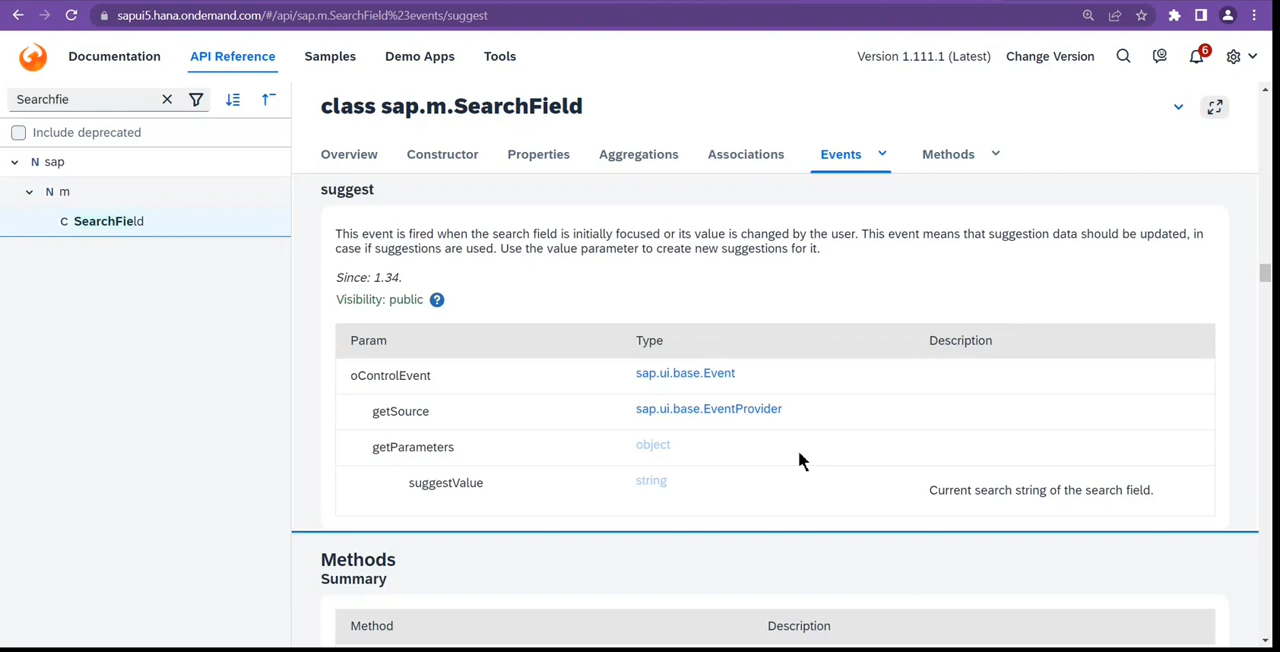 sapui5.hana.ondemand.com/#/api/sap.m.SearchField%23events/suggest
Documentation API Reference Samples Demo Apps Tools Version 1.111.1 (Latest) Change Version 6
Searchfie
Include deprecated
N sap
N m
C SearchField
class sap.m.SearchField
Overview Constructor Properties Aggregations Associations Events Methods
suggest
This event is fired when the search field is initially focused or its value is changed by the user. This event means that suggestion data should be updated, in
case if suggestions are used. Use the value parameter to create new suggestions for it.
Since: 1.34.
Visibility: public ?
Param Type Description
oControlEvent sap.ui.base.Event
getSource sap.ui.base.EventProvider
getParameters object
suggestValue string Current search string of the search field.
Methods
Summary
Method Description